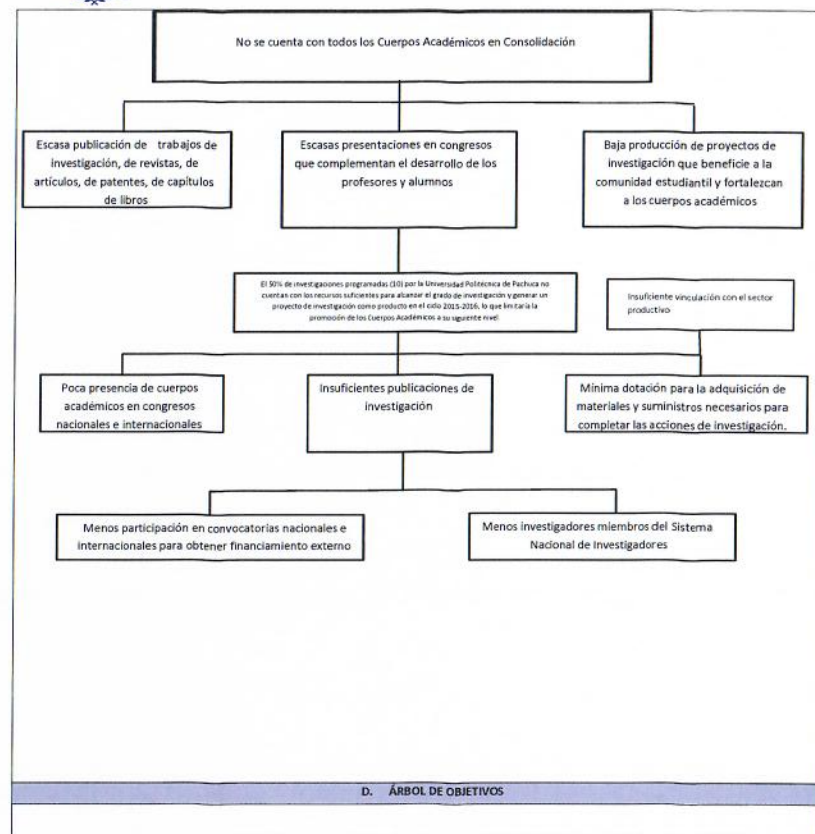 No se cuenta con todos los Cuerpos Académicos en Consolidación
Escasa publicación de trabajos de
investigación, de revistas, de
artículos, de patentes, de capítulos
de libros
Escasas presentaciones en congresos
que complementan el desarrollo de los
profesores y alumnos
Baja producción de proyectos de
investigación que beneficie a la
comunidad estudiantil y fortalezcan
a los cuerpos académicos
El 50% de investigaciones programadas (10) por la Universidad Politécnica de Pachuca no
cuentan con los recursos suficientes para alcanzar el grado de investigación y generar un
proyecto de investigación como producto en el ciclo 2015-2016, lo que limitaría la
promoción de los Cuerpos Académicos a su siguiente nivel
Insuficiente vinculación con el sector
productivo
Poca presencia de cuerpos
académicos en congresos
nacionales e internacionales
Insuficientes publicaciones de
investigación
Mínima dotación para la adquisición de
materiales y suministros necesarios para
completar las acciones de investigación.
Menos participación en convocatorias nacionales e
internacionales para obtener financiamiento externo
Menos investigadores miembros del Sistema
Nacional de Investigadores
D. ÁRBOL DE OBJETIVOS